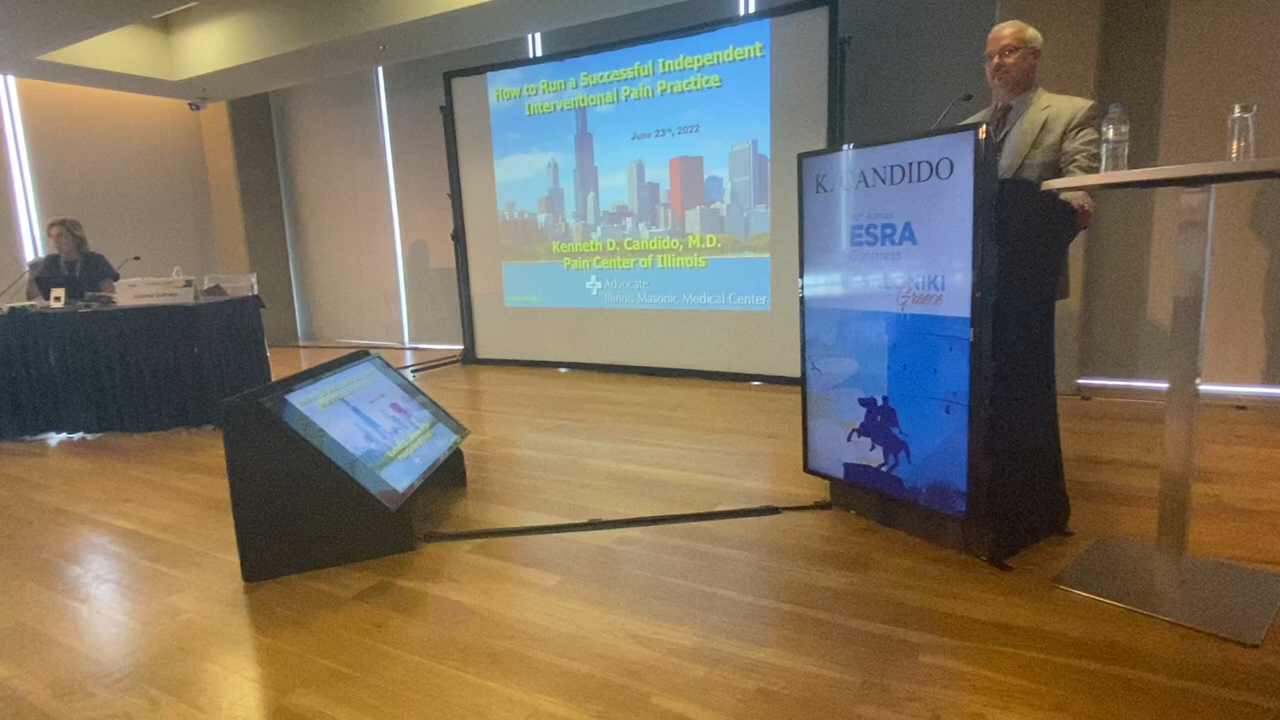 How to Run a Successful Independent
Interventional Pain Practice
June 23rd, 2022
Kenneth D. Candido, M.D.
Pain Center of Illinois
Advocate
Illinois Masonic Medical Center
K. CANDIDO
ESRA
Congress
NIKI
Greece